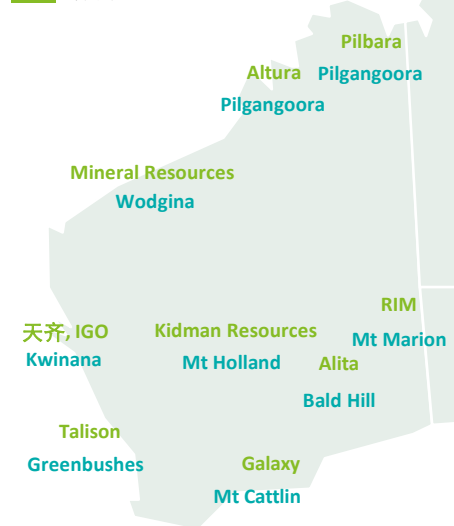 Pilbara
Altura Pilgangoora
Pilgangoora
Mineral Resources
Wodgina
RIM
天齐, IGO Kidman Resources Mt Marion
Kwinana Mt Holland Alita
Bald Hill
Talison
Greenbushes Galaxy
Mt Cattlin